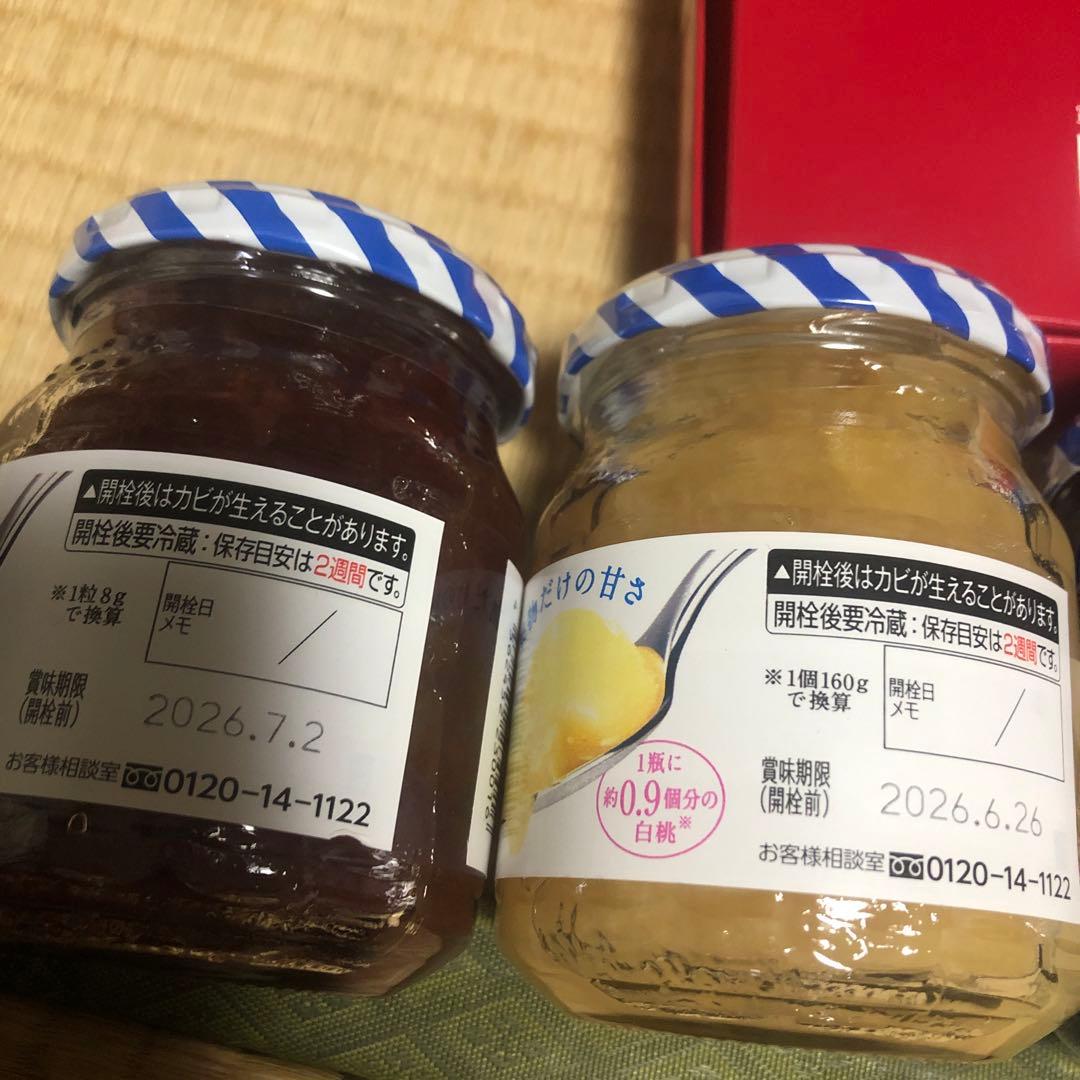 ▲開栓後はカビが生えることがあります。
開栓後要冷蔵：保存目安は2週間です。
※1粒8g
で換算
開栓日
メモ
／
賞味期限
(開栓前)
2026.7.2
お客様相談室 0120-14-1122
だけの甘さ
1瓶に
約0.9個分の
白桃※
▲開栓後はカビが生えることがあります。
開栓後要冷蔵：保存目安は2週間です。
※1個160g
で換算
開栓日
メモ
／
賞味期限
(開栓前)
2026.6.26
お客様相談室 0120-14-1122